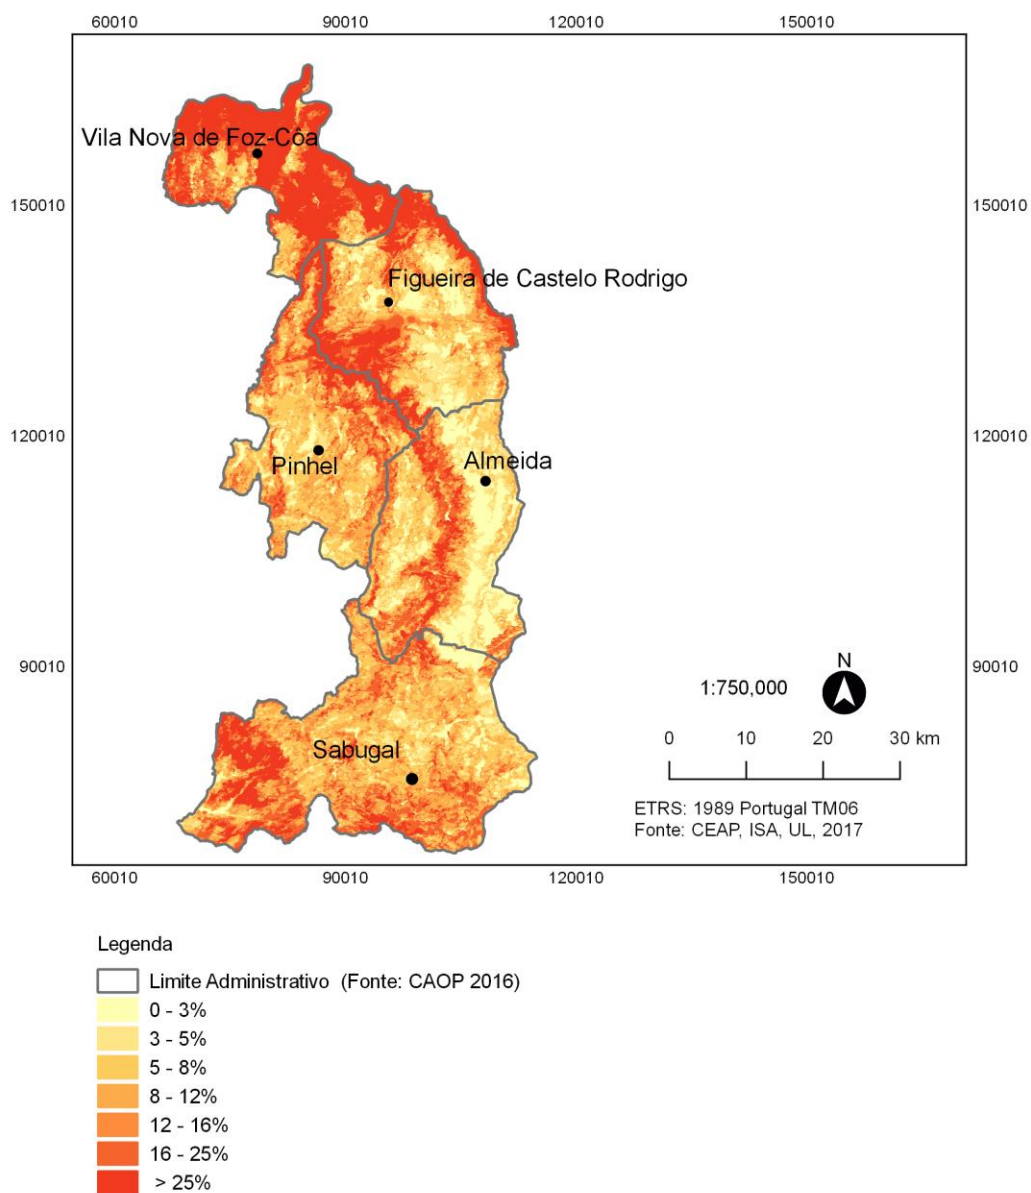 60010 90010 120010 150010
Vila Nova de Foz-Côa
150010 150010
Figueira de Castelo Rodrigo
120010 120010
Almeida
Pinhel
90010 90010
N
1:750,000
0 10 20 30 km
Sabugal
ETRS: 1989 Portugal TM06
Fonte: CEAP, ISA, UL, 2017
60010 90010 120010 150010
Legenda
Limite Administrativo (Fonte: CAOP 2016)
0 - 3%
3 - 5%
5 - 8%
8 - 12%
12 - 16%
16 - 25%
> 25%